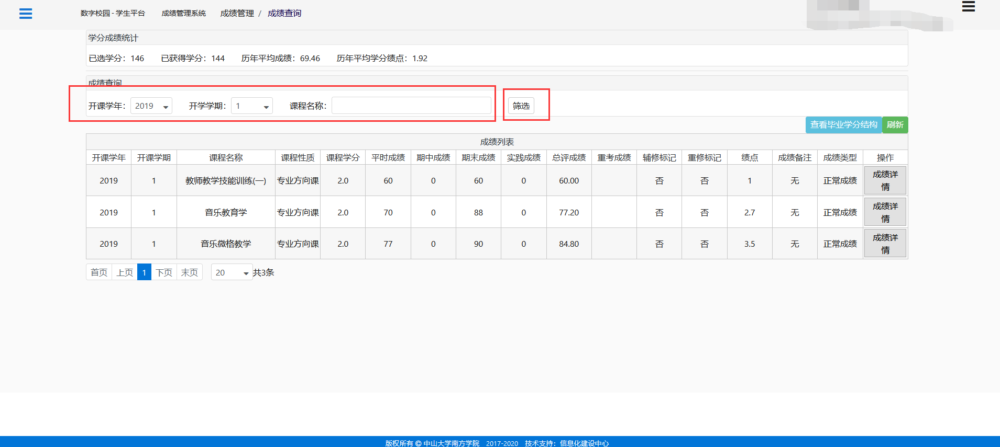 数字校园 - 学生平台 成绩管理系统 成绩管理 / 成绩查询
学分成绩统计
已选学分：146 已获得学分：144 历年平均成绩：69.46 历年平均学分绩点：1.92
成绩查询
开课学年： 2019 开学学期： 1 课程名称： 筛选
查看毕业学分结构 刷新
成绩列表
开课学年 开课学期 课程名称 课程性质 课程学分 平时成绩 期中成绩 期末成绩 实践成绩 总评成绩 重考成绩 辅修标记 重修标记 绩点 成绩备注 成绩类型 操作
2019 1 教师教学技能训练(一) 专业方向课 2.0 60 0 60 0 60.00 否 否 1 无 正常成绩 成绩详情
2019 1 音乐教育学 专业方向课 2.0 70 0 88 0 77.20 否 否 2.7 无 正常成绩 成绩详情
2019 1 音乐微格教学 专业方向课 2.0 77 0 90 0 84.80 否 否 3.5 无 正常成绩 成绩详情
首页 上页 1 下页 末页 20 共3条
版权所有 © 中山大学南方学院 2017-2020 技术支持：信息化建设中心